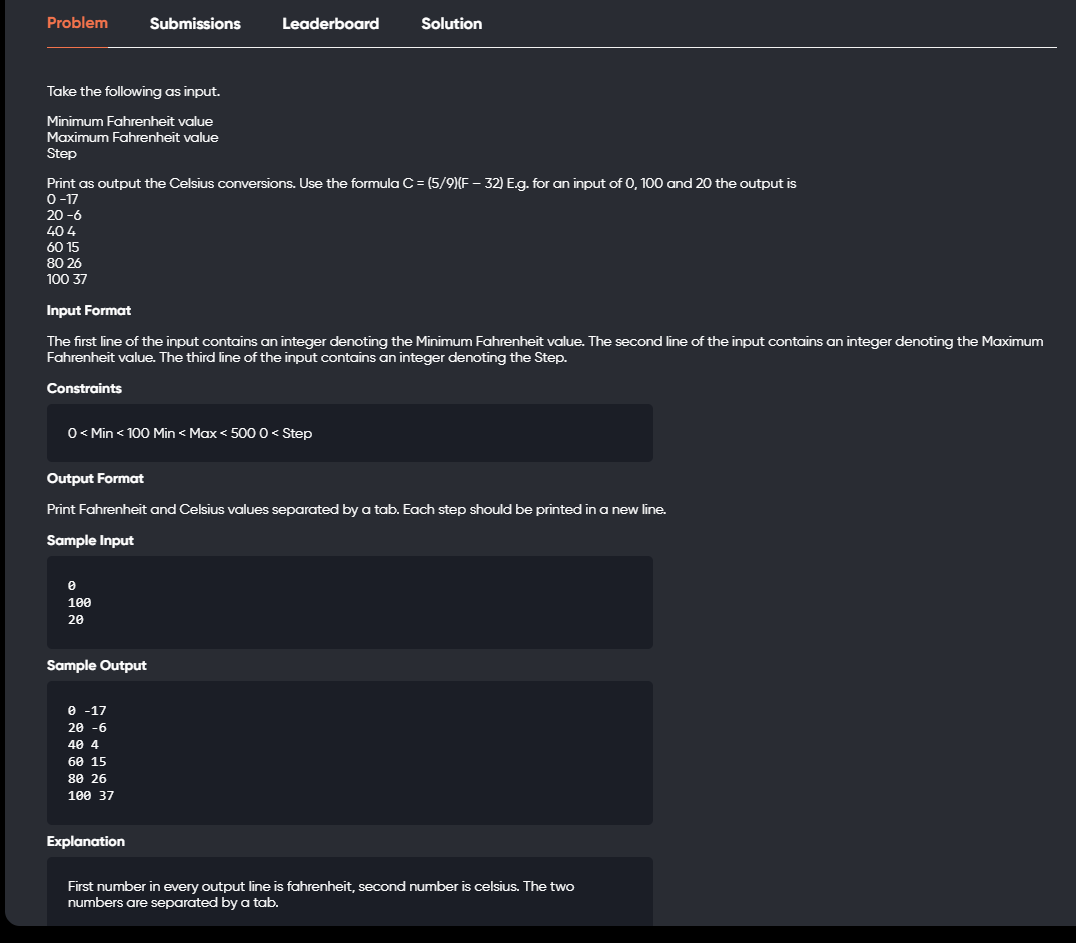 Problem Submissions Leaderboard Solution
Take the following as input.
Minimum Fahrenheit value
Maximum Fahrenheit value
Step
Print as output the Celsius conversions. Use the formula C = (5/9)(F – 32) E.g. for an input of 0, 100 and 20 the output is
0 -17
20 -6
40 4
60 15
80 26
100 37
Input Format
The first line of the input contains an integer denoting the Minimum Fahrenheit value. The second line of the input contains an integer denoting the Maximum
Fahrenheit value. The third line of the input contains an integer denoting the Step.
Constraints
0 < Min < 100 Min < Max < 500 0 < Step
Output Format
Print Fahrenheit and Celsius values separated by a tab. Each step should be printed in a new line.
Sample Input
0
100
20
Sample Output
0 -17
20 -6
40 4
60 15
80 26
100 37
Explanation
First number in every output line is fahrenheit, second number is celsius. The two
numbers are separated by a tab.